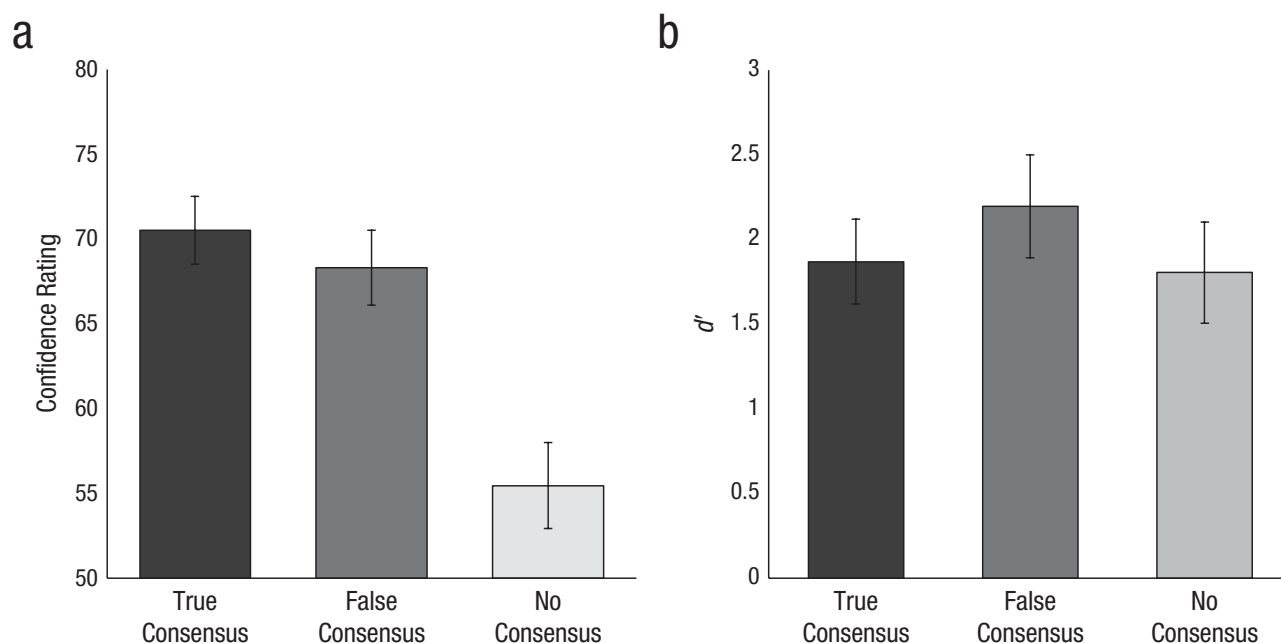 a
80
75
70
65
60
55
50
Confidence Rating
True
Consensus
False
Consensus
No
Consensus
b
3
2.5
2
1.5
1
0.5
0
d′
True
Consensus
False
Consensus
No
Consensus